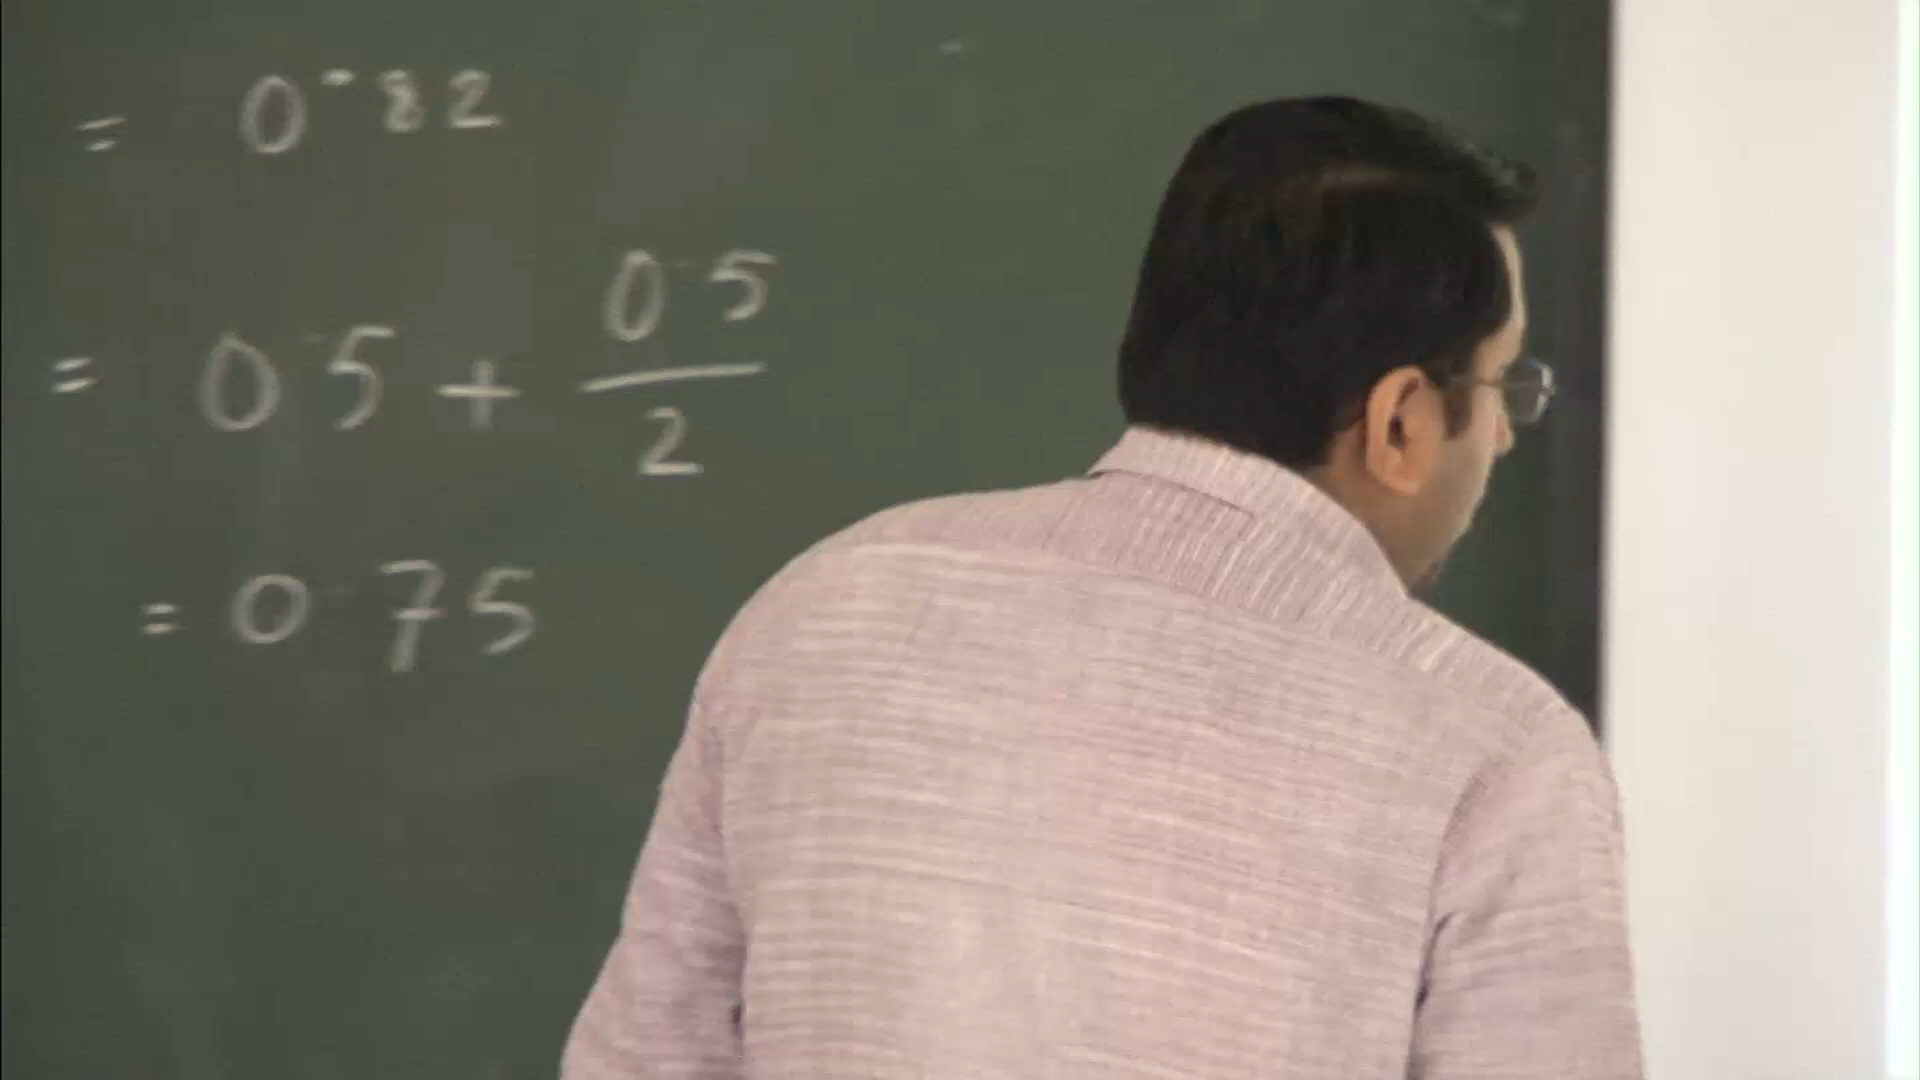 = 0.82
= 0.5 + 0.5/2
= 0.75